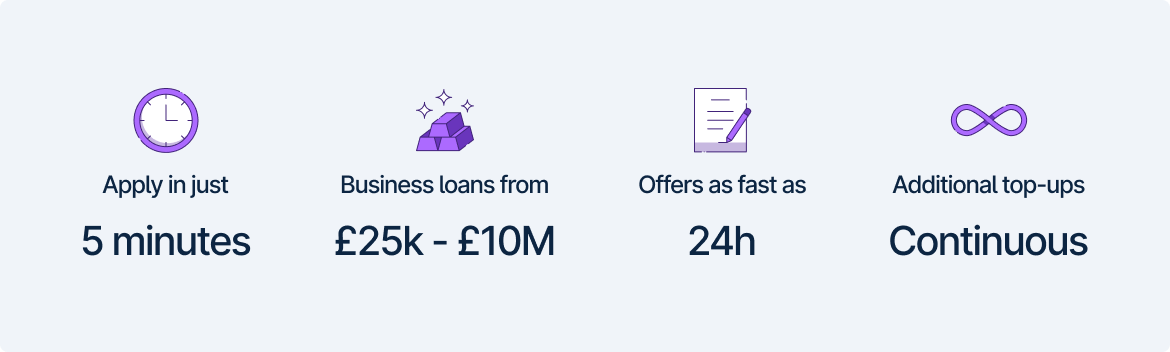 Apply in just
5 minutes
Business loans from
£25k - £10M
Offers as fast as
24h
Additional top-ups
Continuous